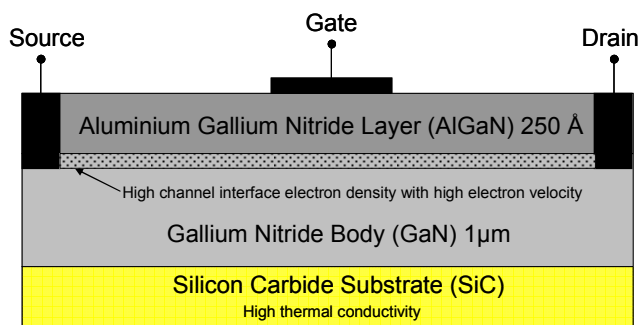 Source
Gate
Drain
Aluminium Gallium Nitride Layer (AlGaN) 250 Å
High channel interface electron density with high electron velocity
Gallium Nitride Body (GaN) 1µm
Silicon Carbide Substrate (SiC)
High thermal conductivity